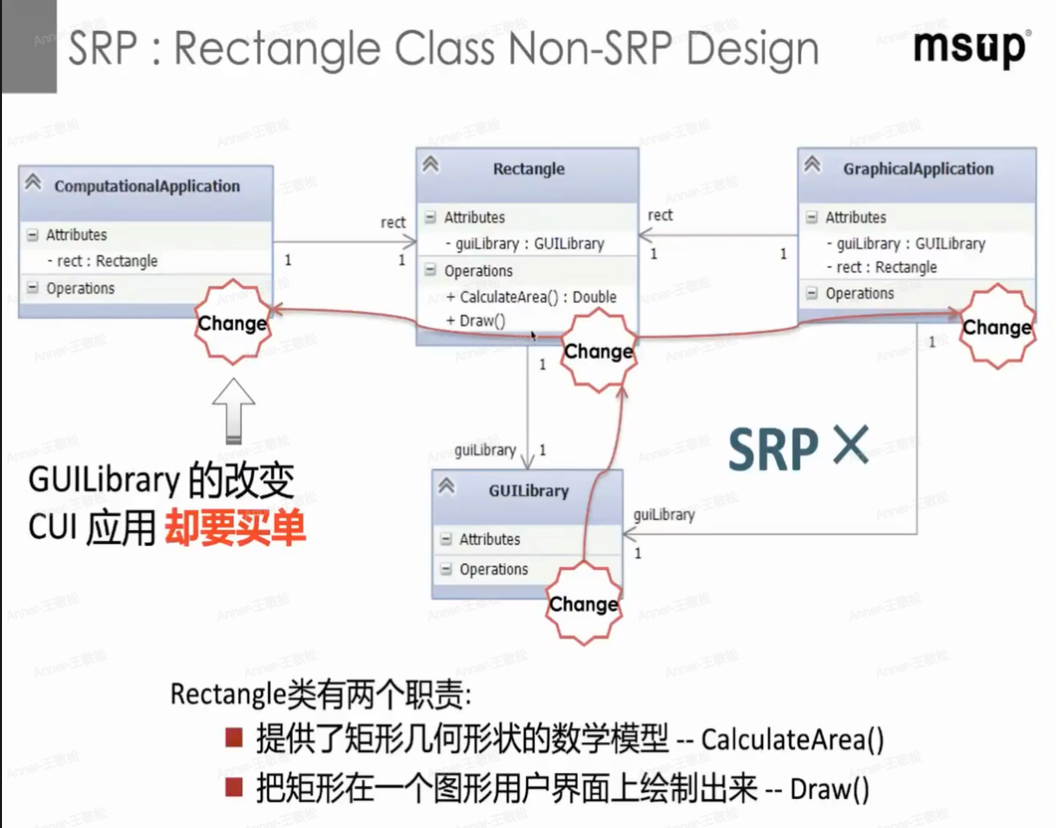 SRP : Rectangle Class Non-SRP Design
msup®
ComputationalApplication
Attributes
- rect : Rectangle
Operations
Change
rect
1
1
Rectangle
Attributes
- guiLibrary : GUILibrary
Operations
+ CalculateArea() : Double
+ Draw()
Change
rect
1
1
GraphicalApplication
Attributes
- guiLibrary : GUILibrary
- rect : Rectangle
Operations
Change
1
1
guiLibrary
1
SRP ×
GUILibrary 的改变
CUI 应用 却要买单
GUILibrary
Attributes
Operations
Change
guiLibrary
1
Rectangle类有两个职责:
提供了矩形几何形状的数学模型 -- CalculateArea()
把矩形在一个图形用户界面上绘制出来 -- Draw()
Anner-王敬松